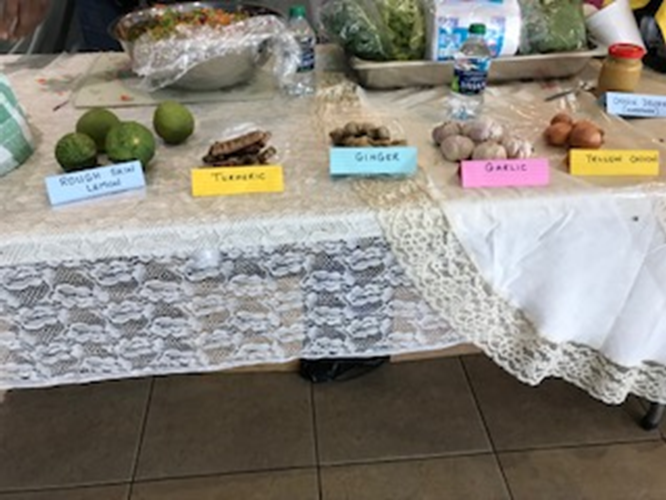 ROUGH SKIN
LEMON
TURMERIC
GINGER
GARLIC
YELLOW ONION